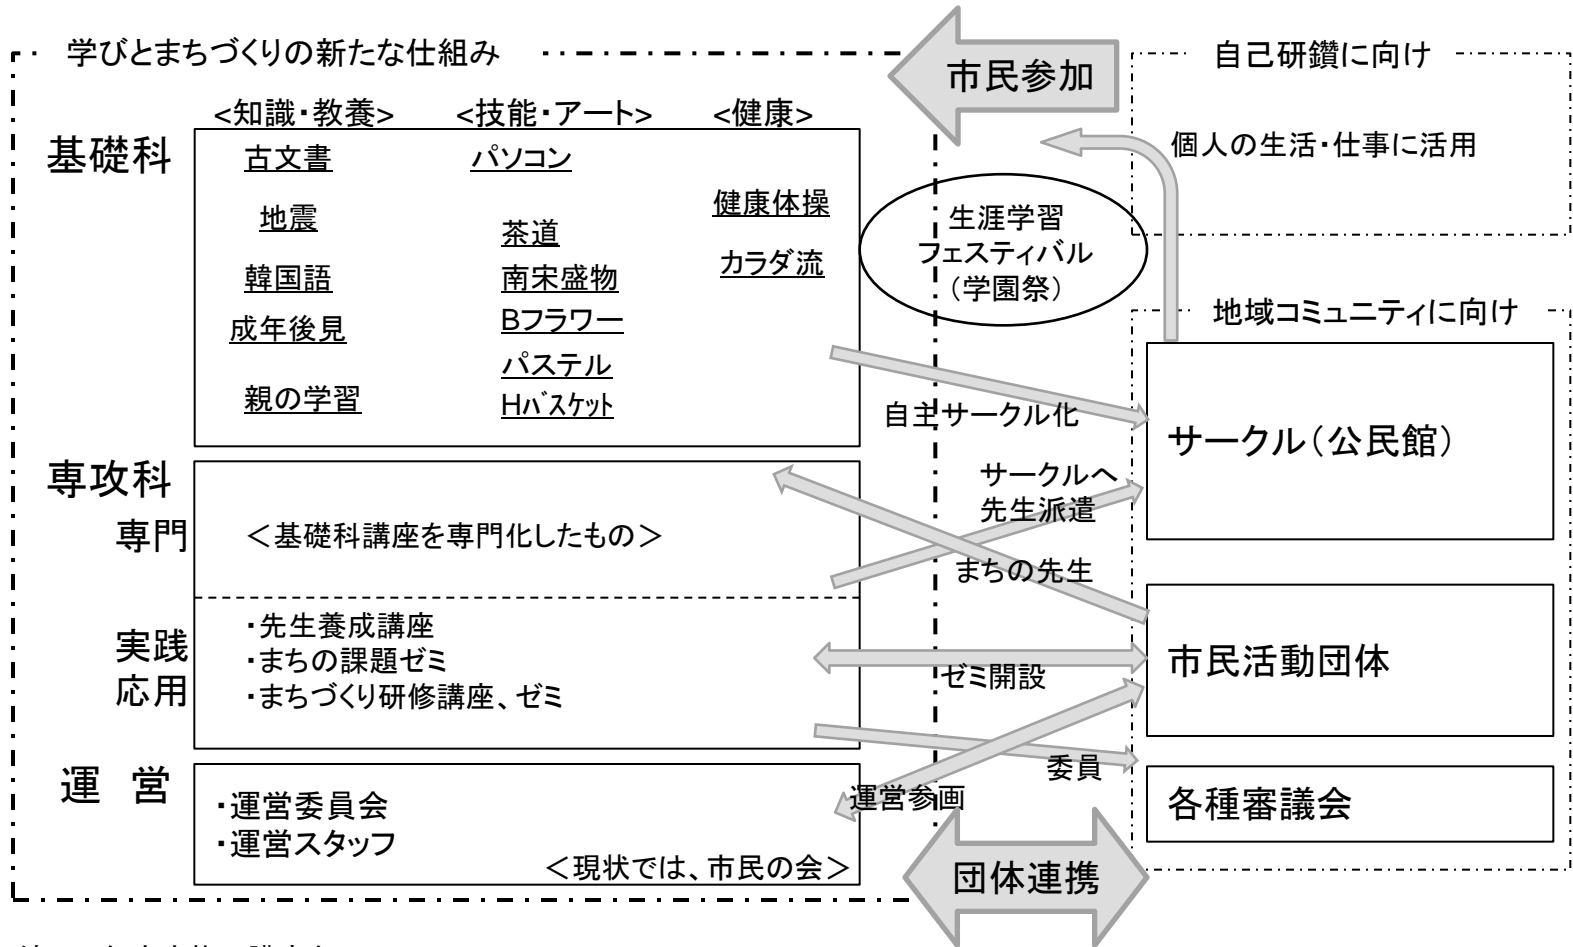 学びとまちづくりの新たな仕組み
市民参加
自己研鑽に向け
個人の生活・仕事に活用
<知識・教養> <技能・アート> <健康>
基礎科
古文書
地震
韓国語
成年後見
親の学習
パソコン
茶道
南宋盛物
Bフラワー
パステル
Hバスケット
健康体操
カラダ流
生涯学習
フェスティバル
(学園祭)
地域コミュニティに向け
自主サークル化
サークル(公民館)
専攻科
専門
<基礎科講座を専門化したもの>
サークルへ
先生派遣
まちの先生
実践
応用
・先生養成講座
・まちの課題ゼミ
・まちづくり研修講座、ゼミ
ゼミ開設
市民活動団体
委員
各種審議会
運 営
・運営委員会
・運営スタッフ
<現状では、市民の会>
運営参画
団体連携